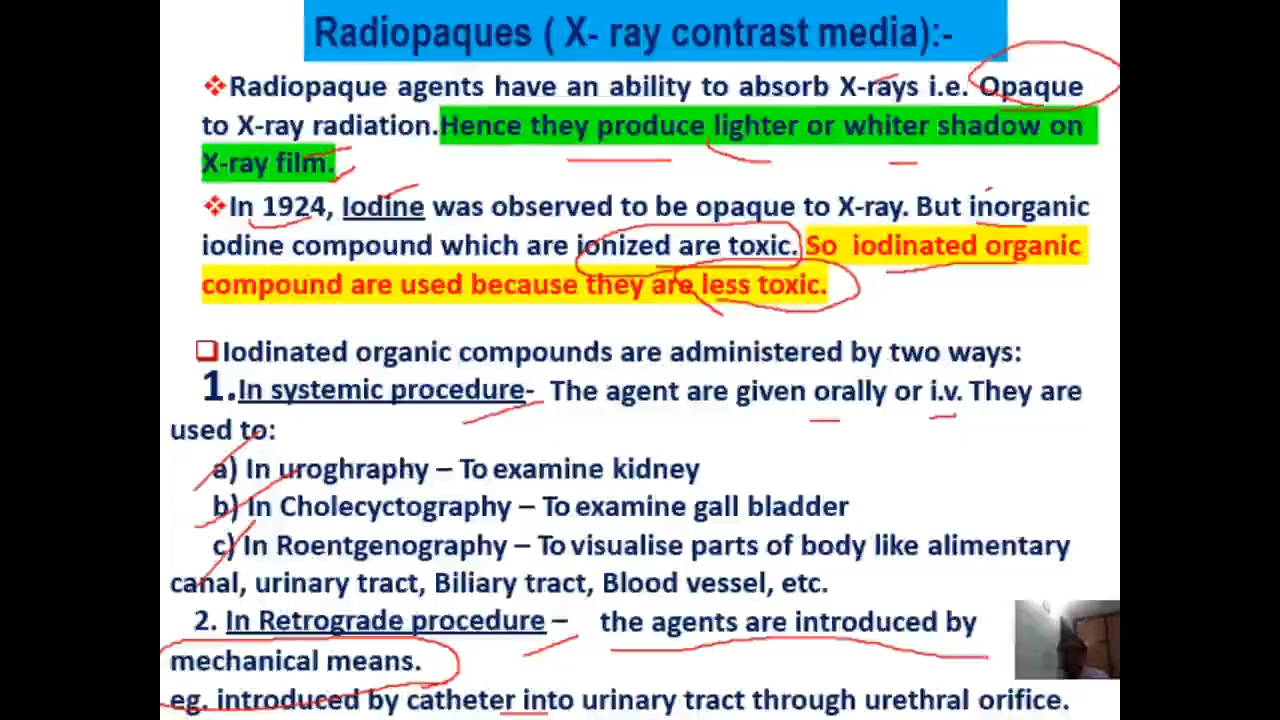 Radiopaques ( X- ray contrast media):-
❖Radiopaque agents have an ability to absorb X-rays i.e. Opaque
to X-ray radiation.Hence they produce lighter or whiter shadow on
X-ray film.
❖In 1924, Iodine was observed to be opaque to X-ray. But inorganic
iodine compound which are ionized are toxic. So iodinated organic
compound are used because they are less toxic.
❑Iodinated organic compounds are administered by two ways:
1.In systemic procedure- The agent are given orally or i.v. They are
used to:
a) In uroghraphy – To examine kidney
b) In Cholecyctography – To examine gall bladder
c) In Roentgenography – To visualise parts of body like alimentary
canal, urinary tract, Biliary tract, Blood vessel, etc.
2. In Retrograde procedure – the agents are introduced by
mechanical means.
eg. introduced by catheter into urinary tract through urethral orifice.